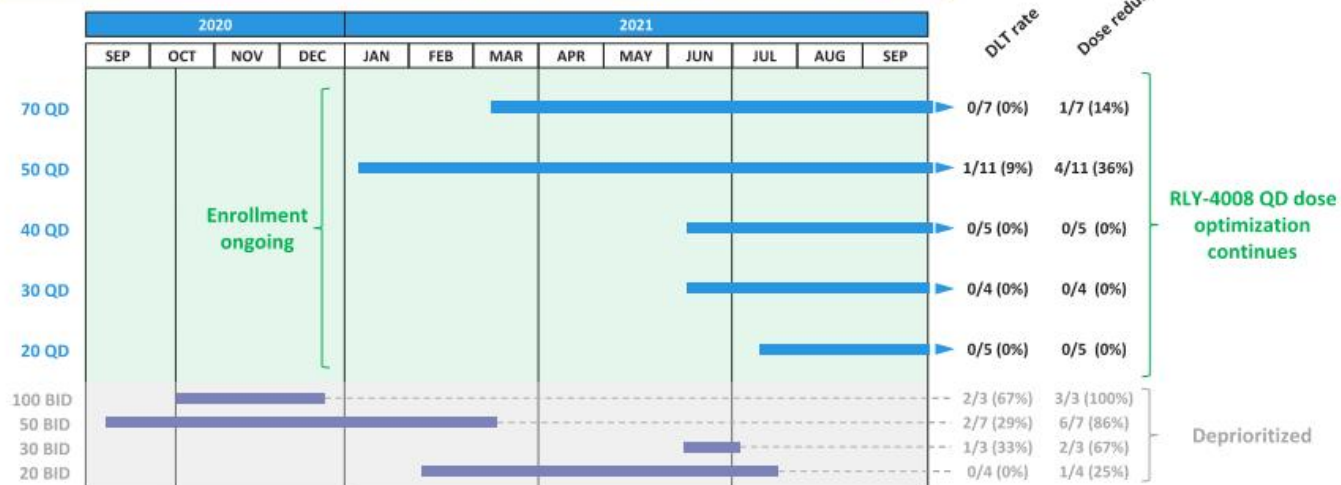 2020 2021
DLT rate
SEP OCT NOV DEC JAN FEB MAR APR MAY JUN JUL AUG SEP
70 QD 0/7 (0%) 1/7 (14%)
50 QD 1/11 (9%) 4/11 (36%)
Enrollment
ongoing
40 QD 0/5 (0%) 0/5 (0%)
RLY-4008 QD dose
optimization
continues
30 QD 0/4 (0%) 0/4 (0%)
20 QD 0/5 (0%) 0/5 (0%)
100 BID 2/3 (67%) 3/3 (100%)
50 BID 2/7 (29%) 6/7 (86%)
30 BID 1/3 (33%) 2/3 (67%)
20 BID 0/4 (0%) 1/4 (25%)
Deprioritized
Dose